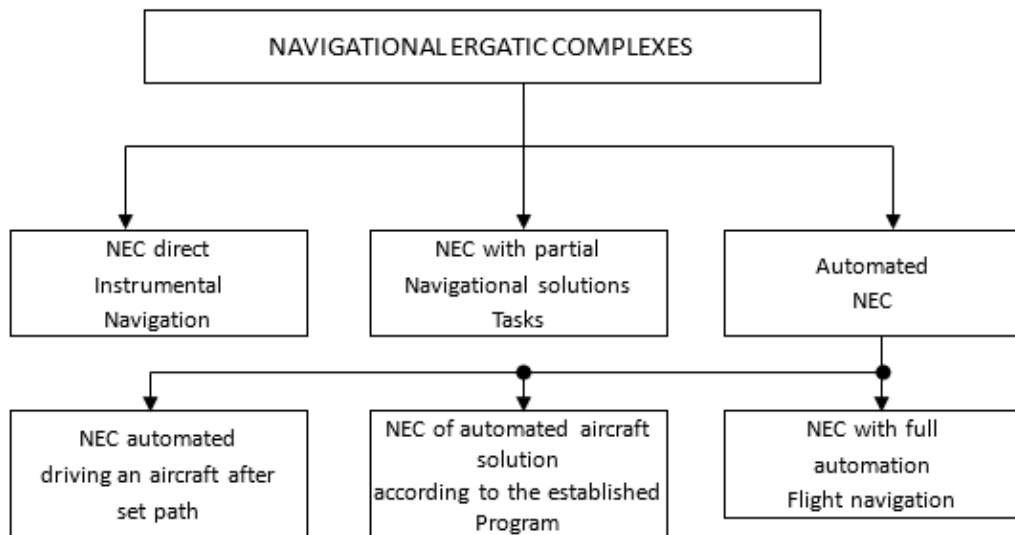 NAVIGATIONAL ERGATIC COMPLEXES
NEC direct
Instrumental
Navigation
NEC with partial
Navigational solutions
Tasks
Automated
NEC
NEC automated
driving an aircraft after
set path
NEC of automated aircraft
solution
according to the established
Program
NEC with full
automation
Flight navigation